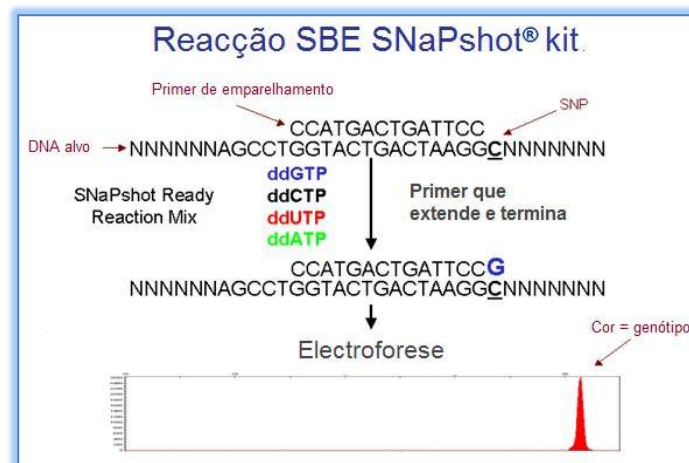 Reacção SBE SNaPshot® kit
Primer de emparelhamento
SNP
CCATGACTGATTCC
DNA alvo
NNNNNNAGCCTGGTACTGACTAAGGCNNNNNNN
ddGTP
ddCTP
ddUTP
ddATP
SNaPshot Ready
Reaction Mix
Primer que
extende e termina
CCATGACTGATTCCG
NNNNNNAGCCTGGTACTGACTAAGGCNNNNNNN
Cor = genótipo
Electroforese